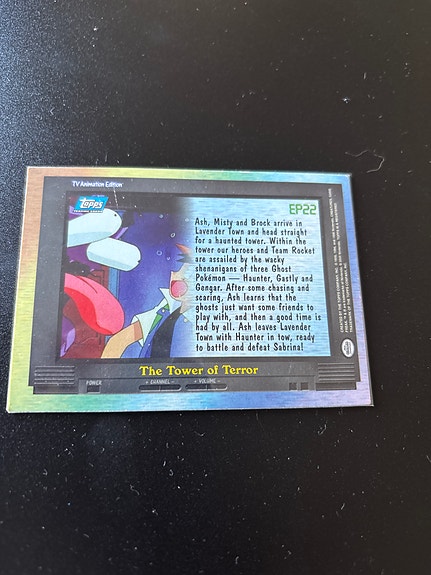 TV Animation Edition
Topps
EP22
Ash, Misty and Brock arrive in
Lavender Town and head straight
for a haunted tower. Within the
tower our heroes and Team Rocket
are assailed by the wacky
shenanigans of three Ghost
Pokémon — Haunter, Gastly and
Gengar. After some chasing and
scaring, Ash learns that the
ghosts just want some friends to
play with, and then a good time is
had by all. Ash leaves Lavender
Town with Haunter in tow, ready
to battle and defeat Sabrina!
The Tower of Terror
POWER
+ CHANNEL −
+ VOLUME −